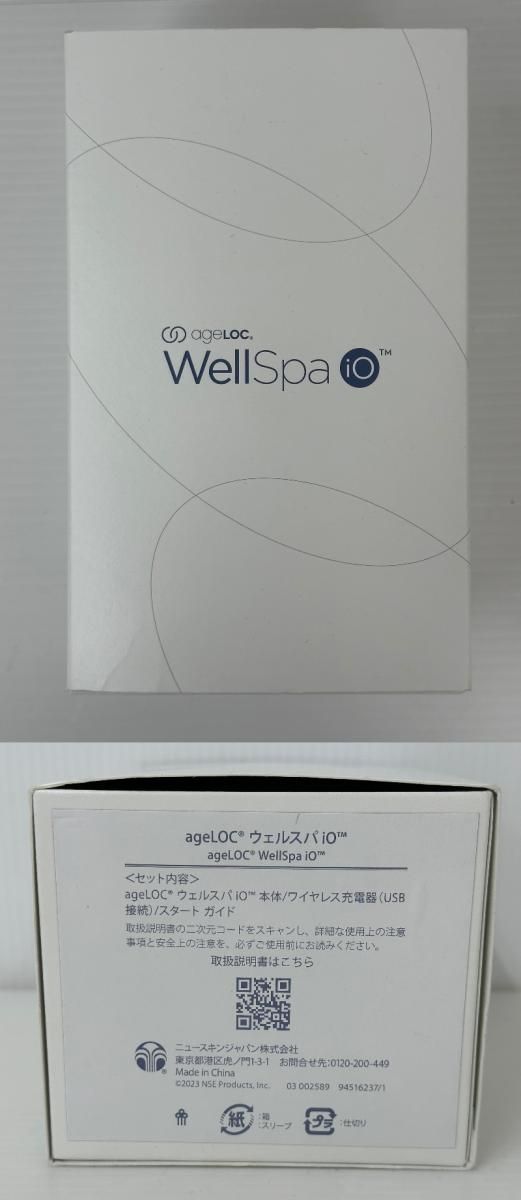 ageLOC®
WellSpa iO™
ageLOC® ウェルスパ iO™
ageLOC® WellSpa iO™
＜セット内容＞
ageLOC® ウェルスパ iO™ 本体/ワイヤレス充電器（USB
接続）/スタート ガイド
取扱説明書の二次元コードをスキャンし、詳細な使用上の注意
事項と安全上の注意を、必ずご使用前にお読みください。
取扱説明書はこちら
ニュースキンジャパン株式会社
東京都港区虎ノ門1-3-1 お問合せ先：0120-200-449
Made in China
©2023 NSE Products, Inc. 03 002589 94516237/1
紙 :箱
:スリーブ
プラ :仕切り